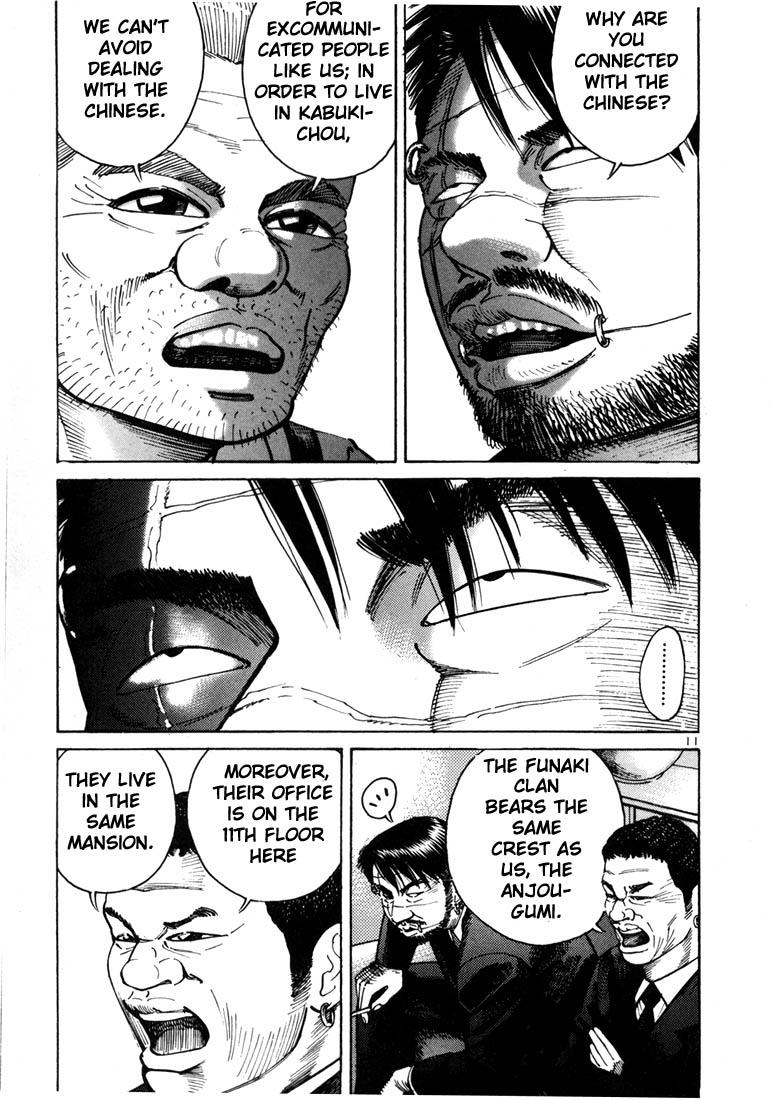 WHY ARE
YOU
CONNECTED
WITH THE
CHINESE?
FOR
EXCOMMUNI-
CATED PEOPLE
LIKE US; IN
ORDER TO LIVE
IN KABUKI-
CHOU,
WE CAN'T
AVOID
DEALING
WITH THE
CHINESE.
.........
11
THE FUNAKI
CLAN
BEARS THE
SAME
CREST AS
US, THE
ANJOU-
GUMI.
MOREOVER,
THEIR OFFICE
IS ON THE
11TH FLOOR
HERE
THEY LIVE
IN THE
SAME
MANSION.